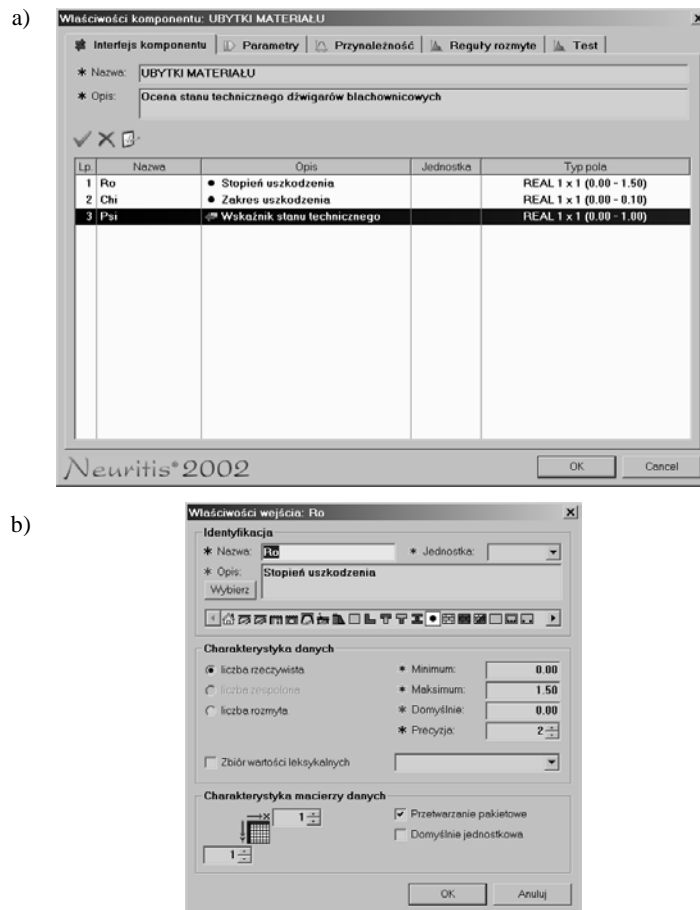 a)
Właściwości komponentu: UBYTKI MATERIAŁU
Interfejs komponentu Parametry Przynależność Reguły rozmyte Test
* Nazwa: UBYTKI MATERIAŁU
* Opis: Ocena stanu technicznego dźwigarów blachownicowych
Lp. Nazwa Opis Jednostka Typ pola
1 Ro Stopień uszkodzenia REAL 1 x 1 (0.00 - 1.50)
2 Chi Zakres uszkodzenia REAL 1 x 1 (0.00 - 0.10)
3 Psi Wskaźnik stanu technicznego REAL 1 x 1 (0.00 - 1.00)
Neuritis® 2002 OK Cancel
b)
Właściwości wejścia: Ro
Identyfikacja
* Nazwa: Ro * Jednostka:
* Opis: Stopień uszkodzenia
Wybierz
Charakterystyka danych
liczba rzeczywista * Minimum: 0.00
liczba zespolona * Maksimum: 1.50
liczba rozmyta * Domyślnie: 0.00
* Precyzja: 2
Zbiór wartości leksykalnych
Charakterystyka macierzy danych
1 Przetwarzanie pakietowe
Domyślnie jednostkowa
1
OK Anuluj